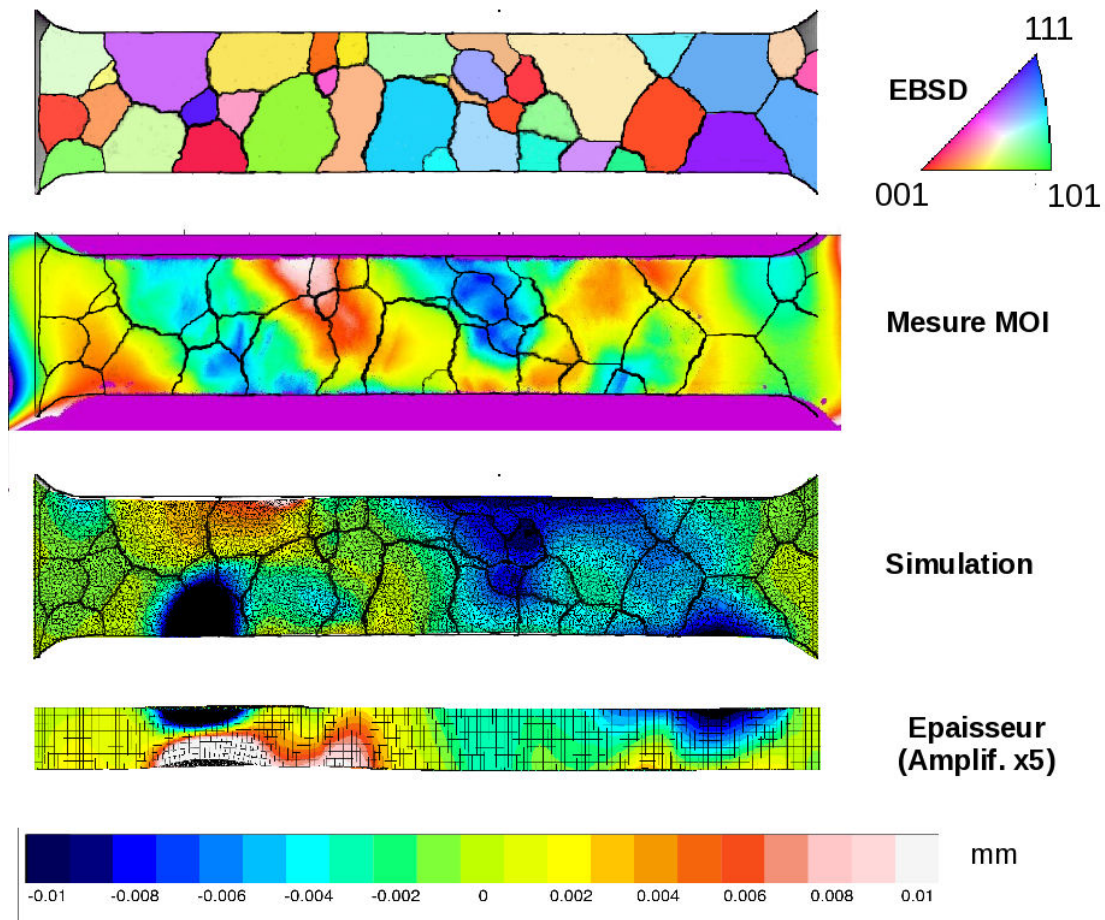 111
EBSD
001
101
Mesure MOI
Simulation
Epaisseur
(Amplif. x5)
mm
-0.01 -0.008 -0.006 -0.004 -0.002 0 0.002 0.004 0.006 0.008 0.01